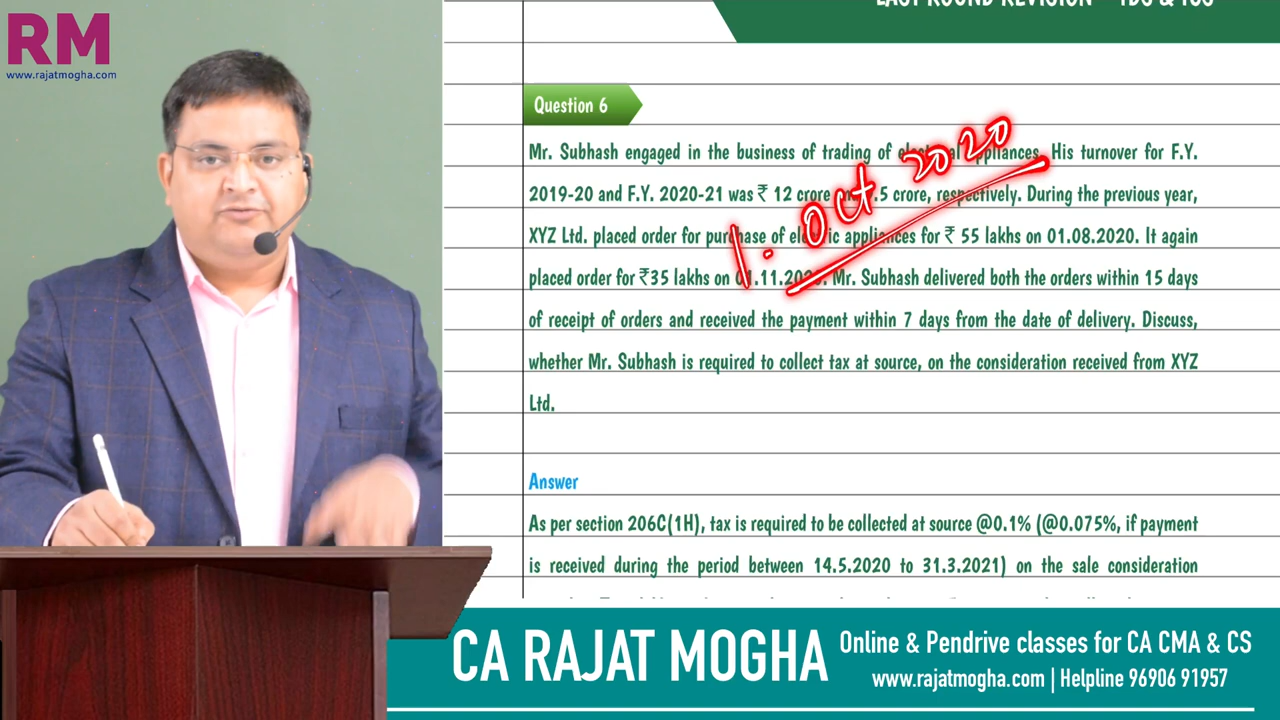 RM
www.rajatmogha.com
LAST ROUND REVISION – TDS & TCS
Question 6
Mr. Subhash engaged in the business of trading of electrical appliances. His turnover for F.Y.
2019-20 and F.Y. 2020-21 was ₹ 12 crore .5 crore, respectively. During the previous year,
XYZ Ltd. placed order for purchase of electric appliances for ₹ 55 lakhs on 01.08.2020. It again
placed order for ₹35 lakhs on 01.11.2020. Mr. Subhash delivered both the orders within 15 days
of receipt of orders and received the payment within 7 days from the date of delivery. Discuss,
whether Mr. Subhash is required to collect tax at source, on the consideration received from XYZ
Ltd.
1. Oct 2020
Answer
As per section 206C(1H), tax is required to be collected at source @0.1% (@0.075%, if payment
is received during the period between 14.5.2020 to 31.3.2021) on the sale consideration
CA RAJAT MOGHA
Online & Pendrive classes for CA CMA & CS
www.rajatmogha.com | Helpline 96906 91957